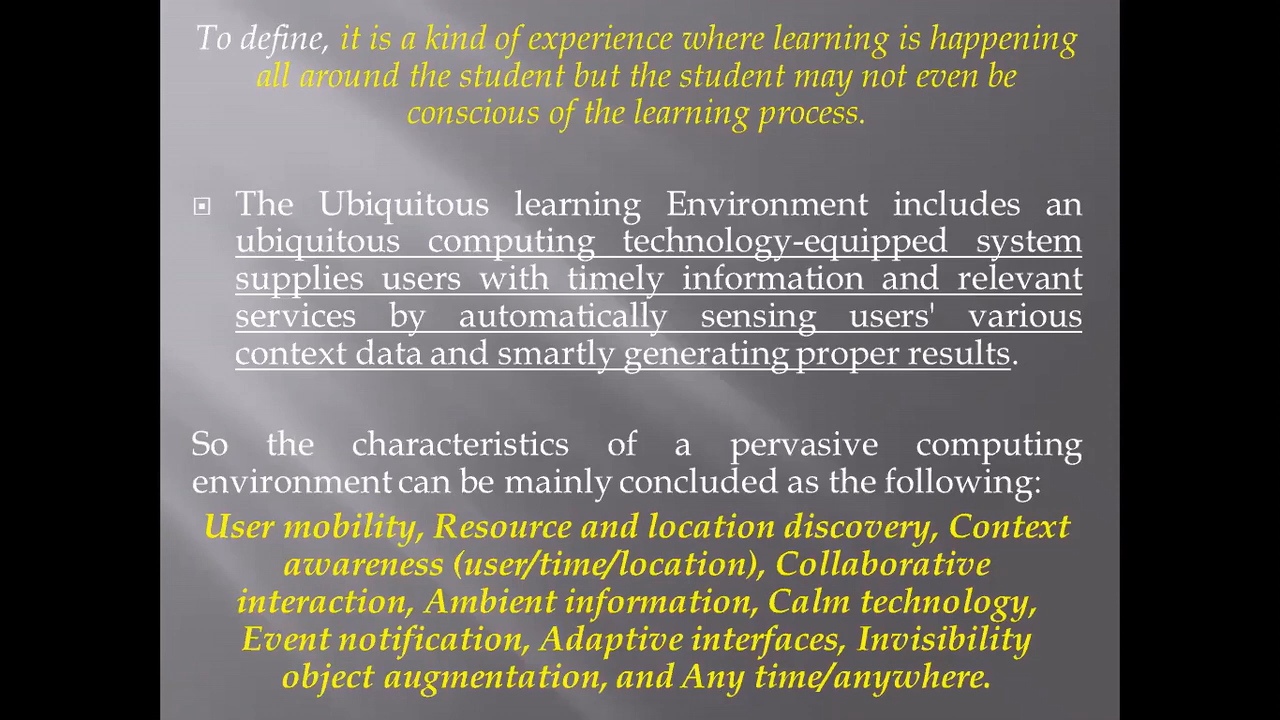 To define, it is a kind of experience where learning is happening
all around the student but the student may not even be
conscious of the learning process.
The Ubiquitous learning Environment includes an
ubiquitous computing technology-equipped system
supplies users with timely information and relevant
services by automatically sensing users' various
context data and smartly generating proper results.
So the characteristics of a pervasive computing
environment can be mainly concluded as the following:
User mobility, Resource and location discovery, Context
awareness (user/time/location), Collaborative
interaction, Ambient information, Calm technology,
Event notification, Adaptive interfaces, Invisibility
object augmentation, and Any time/anywhere.